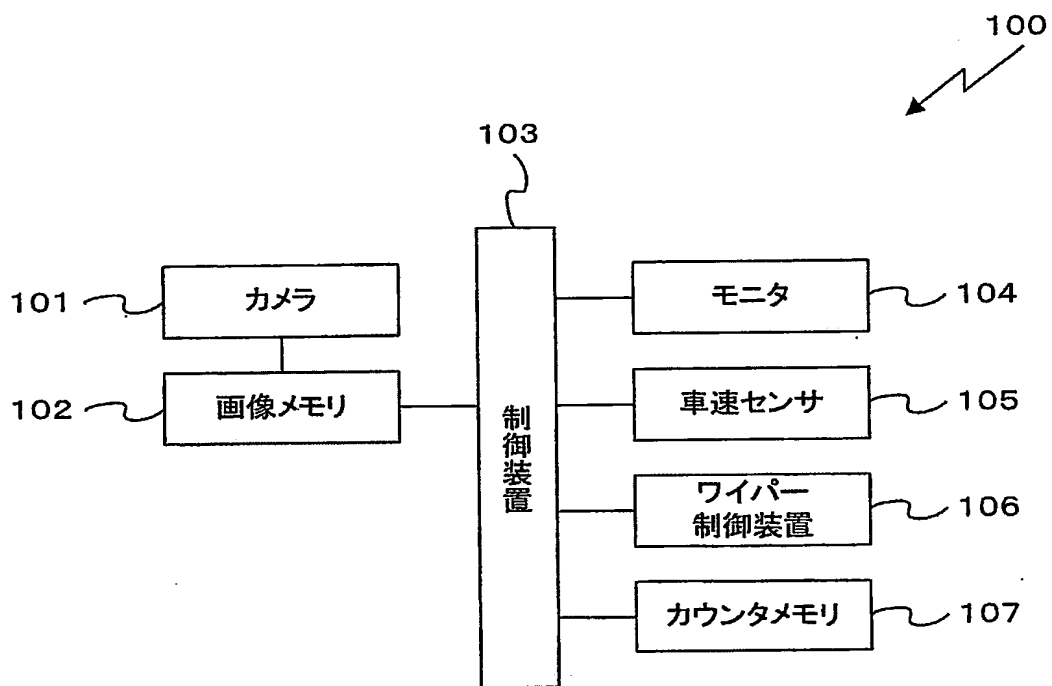 100
103
101
カメラ
モニタ
104
102
画像メモリ
制御装置
車速センサ
105
ワイパー
制御装置
106
カウンタメモリ
107